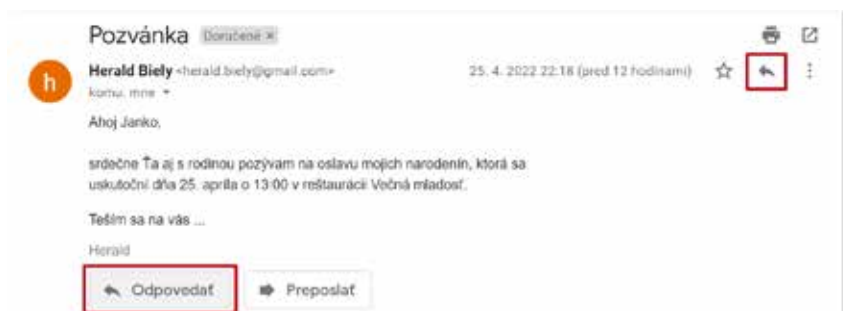 Pozvánka Doručené ×
Herald Biely <herald.biely@gmail.com> 25. 4. 2022 22:18 (pred 12 hodinami)
h
komu: mne
Ahoj Janko,
srdečne Ťa aj s rodinou pozývam na oslavu mojich narodenín, ktorá sa
uskutoční dňa 25. apríla o 13:00 v reštaurácii Večná mladosť.
Teším sa na vás ...
Herald
Odpovedať Preposlať